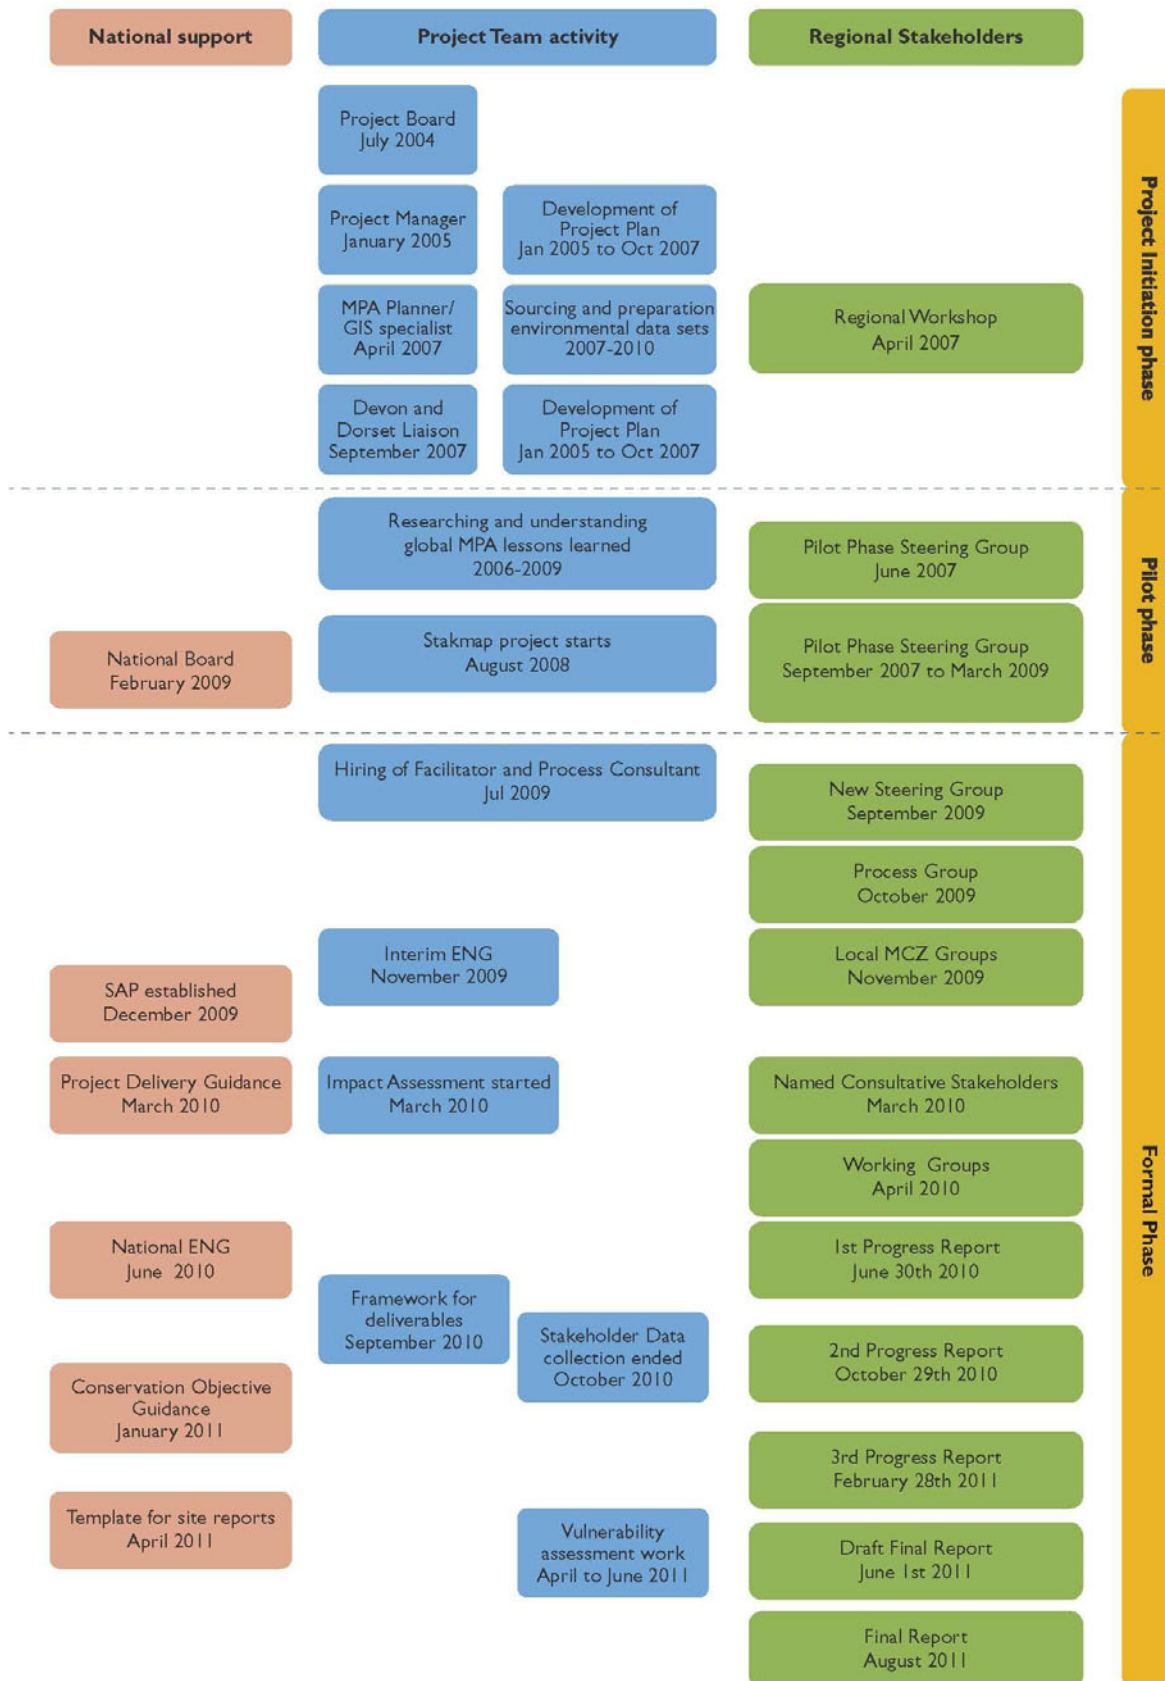 National support
Project Team activity
Regional Stakeholders
Project Board
July 2004
Project Manager
January 2005
Development of
Project Plan
Jan 2005 to Oct 2007
MPA Planner/
GIS specialist
April 2007
Sourcing and preparation
environmental data sets
2007-2010
Regional Workshop
April 2007
Devon and
Dorset Liaison
September 2007
Development of
Project Plan
Jan 2005 to Oct 2007
Project Initiation phase
Researching and understanding
global MPA lessons learned
2006-2009
Pilot Phase Steering Group
June 2007
National Board
February 2009
Stakmap project starts
August 2008
Pilot Phase Steering Group
September 2007 to March 2009
Pilot phase
Hiring of Facilitator and Process Consultant
Jul 2009
New Steering Group
September 2009
Process Group
October 2009
Interim ENG
November 2009
Local MCZ Groups
November 2009
SAP established
December 2009
Project Delivery Guidance
March 2010
Impact Assessment started
March 2010
Named Consultative Stakeholders
March 2010
Working Groups
April 2010
National ENG
June 2010
1st Progress Report
June 30th 2010
Framework for
deliverables
September 2010
Stakeholder Data
collection ended
October 2010
2nd Progress Report
October 29th 2010
Conservation Objective
Guidance
January 2011
3rd Progress Report
February 28th 2011
Template for site reports
April 2011
Vulnerability
assessment work
April to June 2011
Draft Final Report
June 1st 2011
Final Report
August 2011
Formal Phase